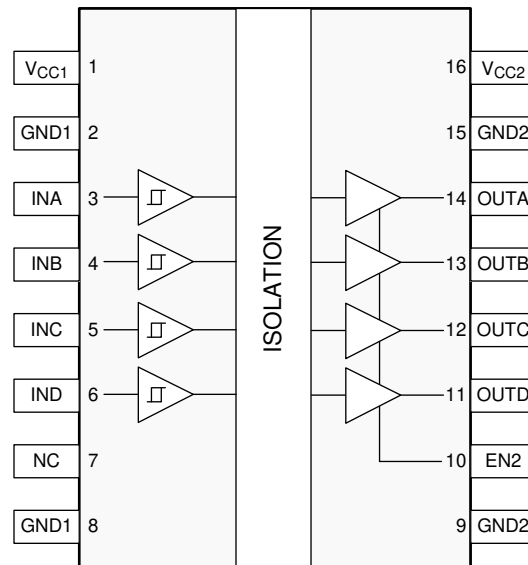 VCC1 1 16 VCC2
GND1 2 15 GND2
INA 3 14 OUTA
INB 4 13 OUTB
INC 5 12 OUTC
IND 6 11 OUTD
NC 7 10 EN2
GND1 8 9 GND2
ISOLATION